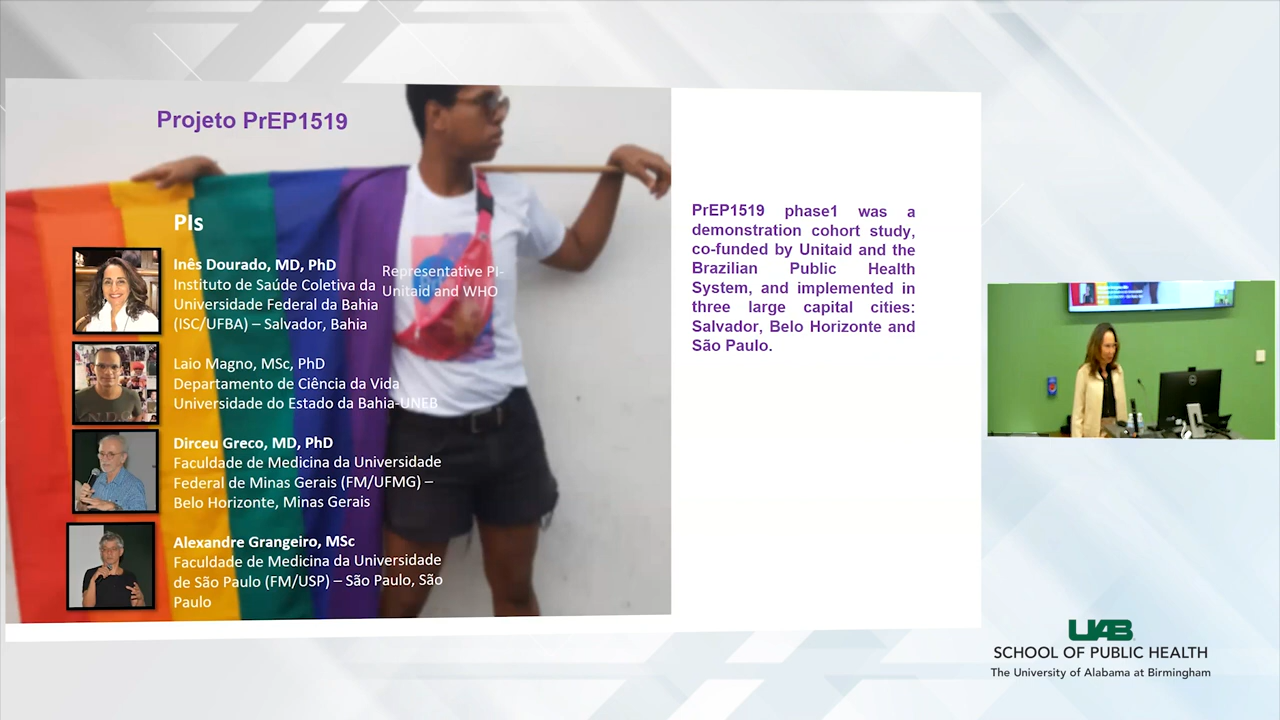 Projeto PrEP1519
PIs
Inês Dourado, MD, PhD
Instituto de Saúde Coletiva da
Universidade Federal da Bahia
(ISC/UFBA) – Salvador, Bahia
Representative PI-
Unitaid and WHO
Laio Magno, MSc, PhD
Departamento de Ciência da Vida
Universidade do Estado da Bahia-UNEB
Dirceu Greco, MD, PhD
Faculdade de Medicina da Universidade
Federal de Minas Gerais (FM/UFMG) –
Belo Horizonte, Minas Gerais
Alexandre Grangeiro, MSc
Faculdade de Medicina da Universidade
de São Paulo (FM/USP) – São Paulo, São
Paulo
PrEP1519 phase1 was a
demonstration cohort study,
co-funded by Unitaid and the
Brazilian Public Health
System, and implemented in
three large capital cities:
Salvador, Belo Horizonte and
São Paulo.
UAB
SCHOOL OF PUBLIC HEALTH
The University of Alabama at Birmingham